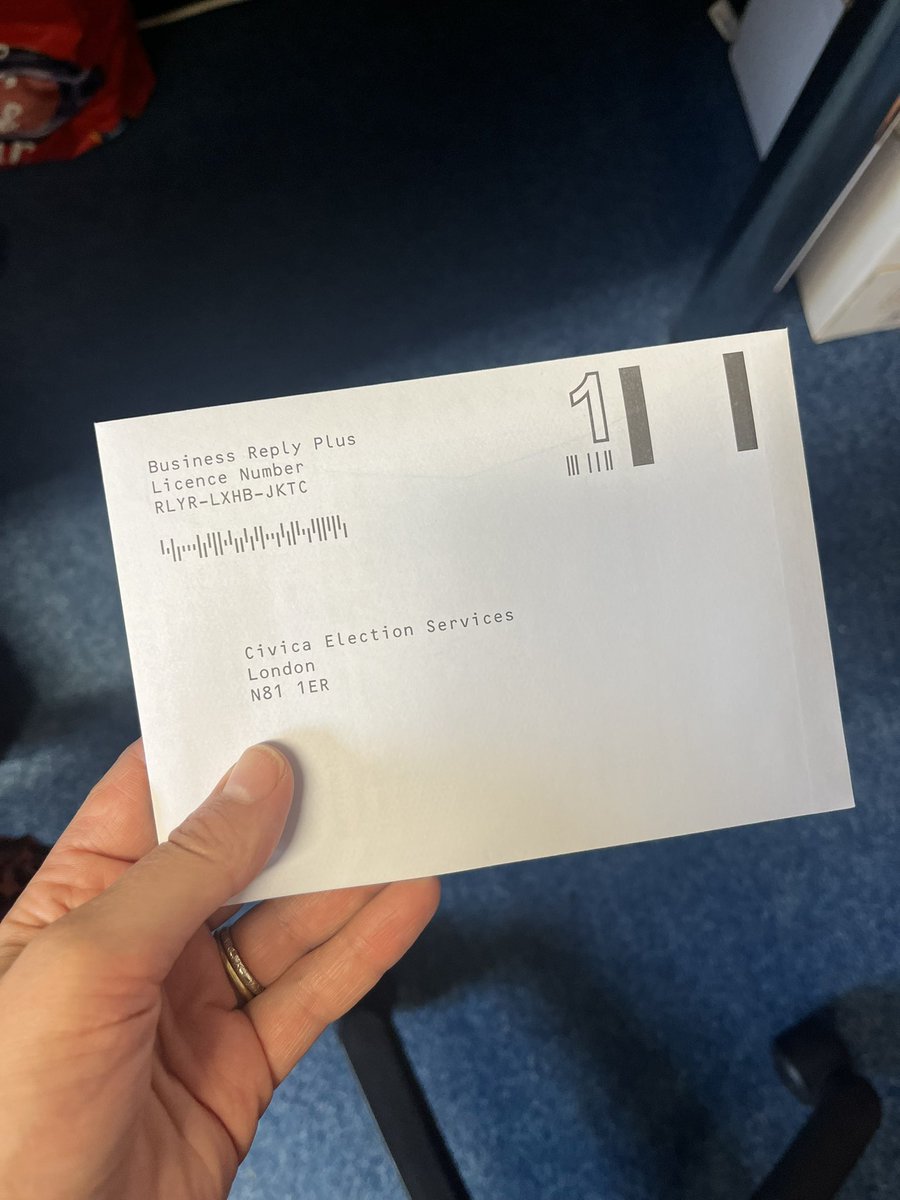 Business Reply Plus
Licence Number
RLYR-LXHB-JKTC
1
Civica Election Services
London
N81 1ER
&